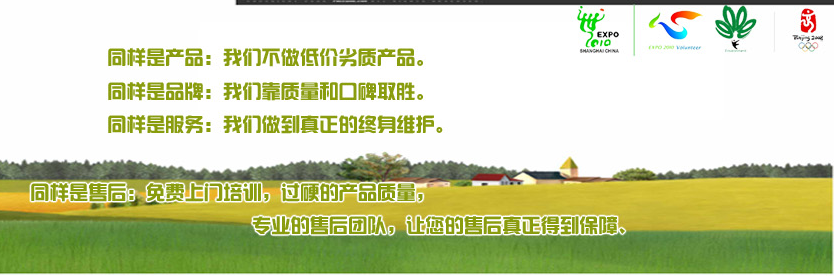 EXPO
2010
SHANGHAI CHINA
EXPO 2010 Volunteer
Beijing 2008
同样是产品：我们不做低价劣质产品。
同样是品牌：我们靠质量和口碑取胜。
同样是服务：我们做到真正的终身维护。
同样是售后：免费上门培训，过硬的产品质量，
专业的售后团队，让您的售后真正得到保障、